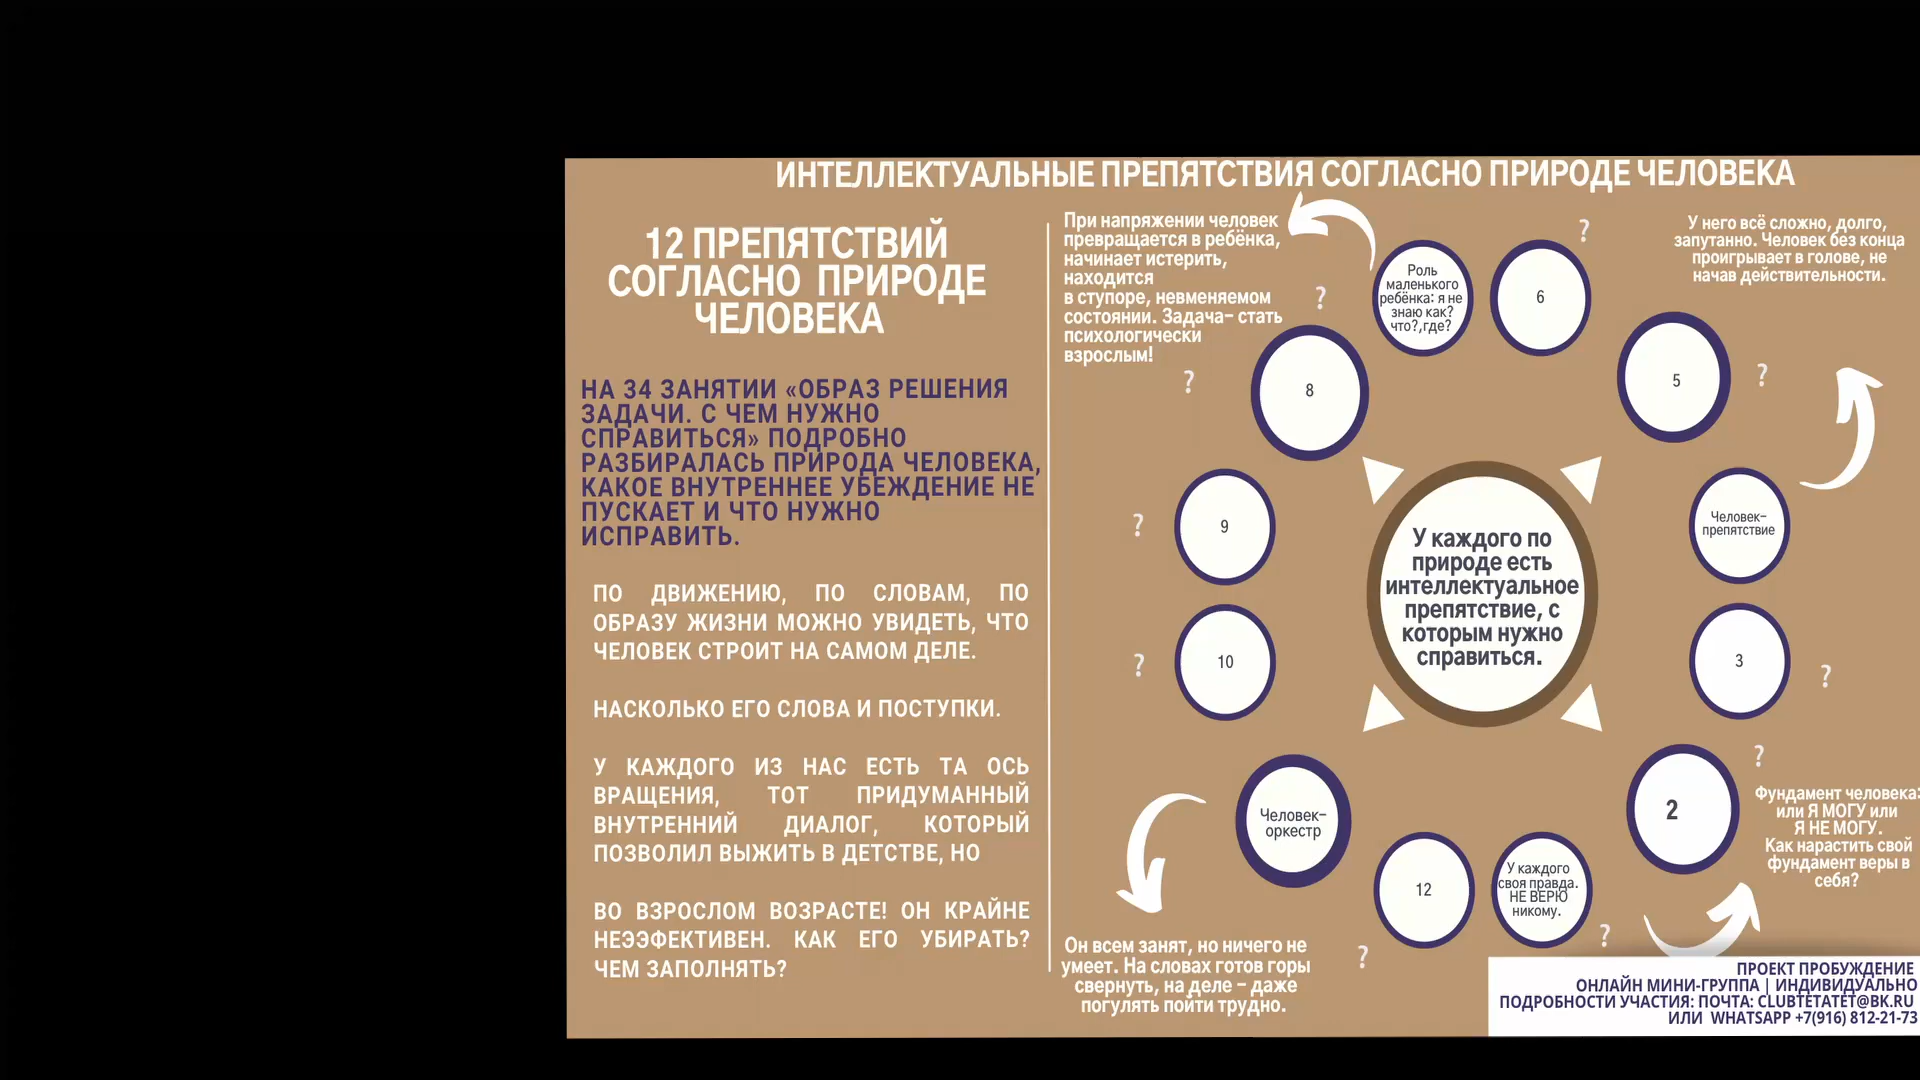 ИНТЕЛЛЕКТУАЛЬНЫЕ ПРЕПЯТСТВИЯ СОГЛАСНО ПРИРОДЕ ЧЕЛОВЕКА
12 ПРЕПЯТСТВИЙ
СОГЛАСНО ПРИРОДЕ
ЧЕЛОВЕКА
НА 34 ЗАНЯТИИ «ОБРАЗ РЕШЕНИЯ
ЗАДАЧИ. С ЧЕМ НУЖНО
СПРАВИТЬСЯ» ПОДРОБНО
РАЗБИРАЛАСЬ ПРИРОДА ЧЕЛОВЕКА,
КАКОЕ ВНУТРЕННЕЕ УБЕЖДЕНИЕ НЕ
ПУСКАЕТ И ЧТО НУЖНО
ИСПРАВИТЬ.
ПО ДВИЖЕНИЮ, ПО СЛОВАМ, ПО
ОБРАЗУ ЖИЗНИ МОЖНО УВИДЕТЬ, ЧТО
ЧЕЛОВЕК СТРОИТ НА САМОМ ДЕЛЕ.
НАСКОЛЬКО ЕГО СЛОВА И ПОСТУПКИ.
У КАЖДОГО ИЗ НАС ЕСТЬ ТА ОСЬ
ВРАЩЕНИЯ, ТОТ ПРИДУМАННЫЙ
ВНУТРЕННИЙ ДИАЛОГ, КОТОРЫЙ
ПОЗВОЛИЛ ВЫЖИТЬ В ДЕТСТВЕ, НО
ВО ВЗРОСЛОМ ВОЗРАСТЕ! ОН КРАЙНЕ
НЕЭЭФЕКТИВЕН. КАК ЕГО УБИРАТЬ?
ЧЕМ ЗАПОЛНЯТЬ?
При напряжении человек
превращается в ребёнка,
начинает истерить,
находится
в ступоре, невменяемом
состоянии. Задача– стать
психологически
взрослым!
?
?
Роль
маленького
ребёнка: я не
знаю как?
что?,где?
6
?
У него всё сложно, долго,
запутанно. Человек без конца
проигрывает в голове, не
начав действительности.
8
5
?
?
9
Человек–
препятствие
У каждого по
природе есть
интеллектуальное
препятствие, с
которым нужно
справиться.
?
10
3
?
Человек–
оркестр
2
?
Фундамент человека:
или Я МОГУ или
Я НЕ МОГУ.
Как нарастить свой
фундамент веры в
себя?
12
У каждого
своя правда.
НЕ ВЕРЮ
никому.
?
?
Он всем занят, но ничего не
умеет. На словах готов горы
свернуть, на деле – даже
погулять пойти трудно.
ПРОЕКТ ПРОБУЖДЕНИЕ
ОНЛАЙН МИНИ-ГРУППА | ИНДИВИДУАЛЬНО
ПОДРОБНОСТИ УЧАСТИЯ: ПОЧТА: CLUBTETATET@BK.RU
ИЛИ WHATSAPP +7(916) 812-21-73